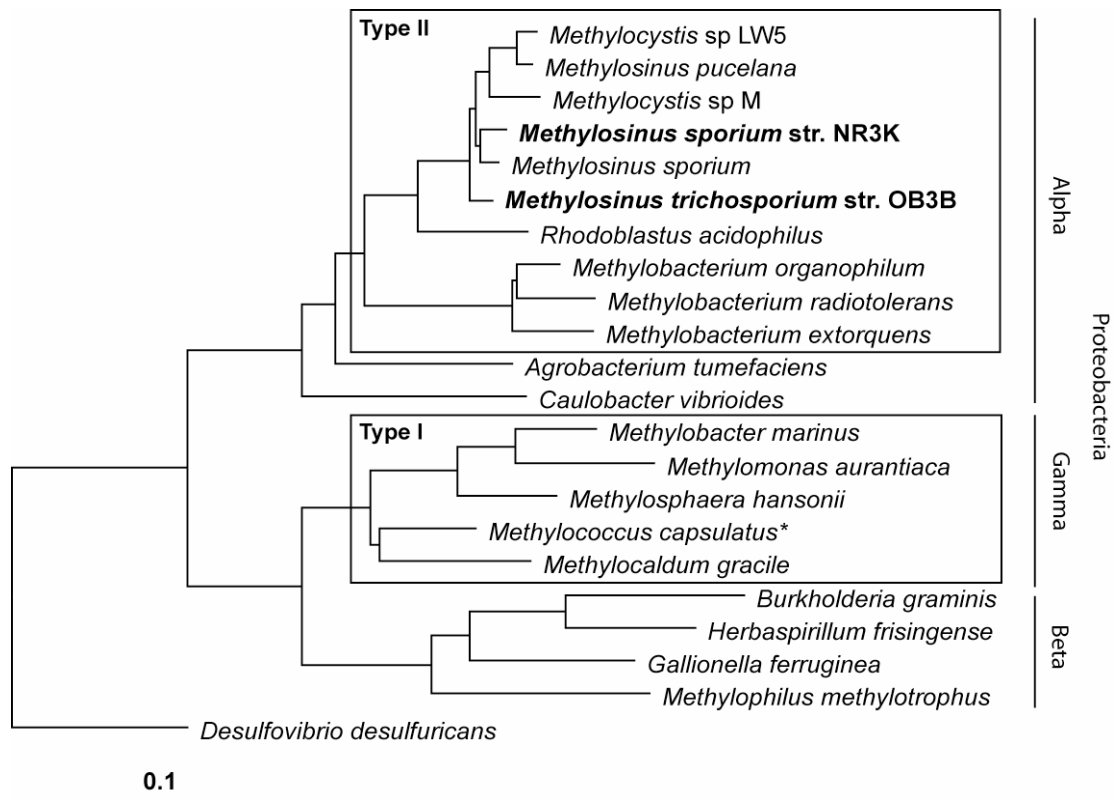 Type II
Methylocystis sp LW5
Methylosinus pucelana
Methylocystis sp M
Methylosinus sporium str. NR3K
Methylosinus sporium
Methylosinus trichosporium str. OB3B
Rhodoblastus acidophilus
Methylobacterium organophilum
Methylobacterium radiotolerans
Methylobacterium extorquens
Agrobacterium tumefaciens
Caulobacter vibrioides
Type I
Methylobacter marinus
Methylomonas aurantiaca
Methylosphaera hansonii
Methylococcus capsulatus*
Methylocaldum gracile
Burkholderia graminis
Herbaspirillum frisingense
Gallionella ferruginea
Methylophilus methylotrophus
Desulfovibrio desulfuricans
0.1
Alpha
Gamma
Beta
Proteobacteria